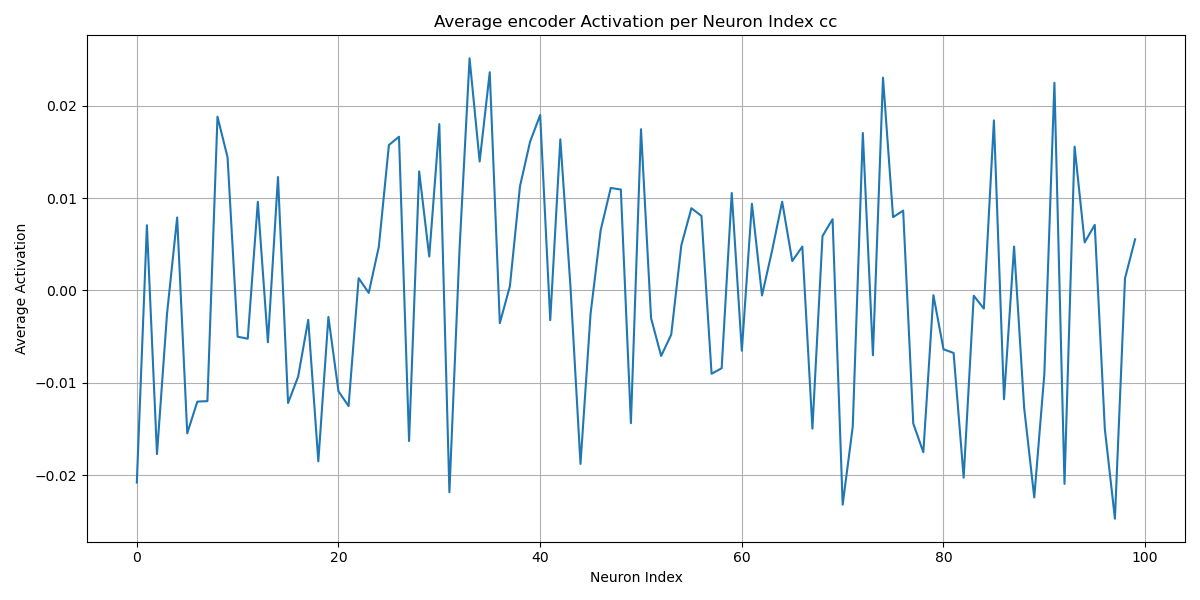 Average encoder Activation per Neuron Index cc
Average Activation
0.02
0.01
0.00
−0.01
−0.02
0 20 40 60 80 100
Neuron Index